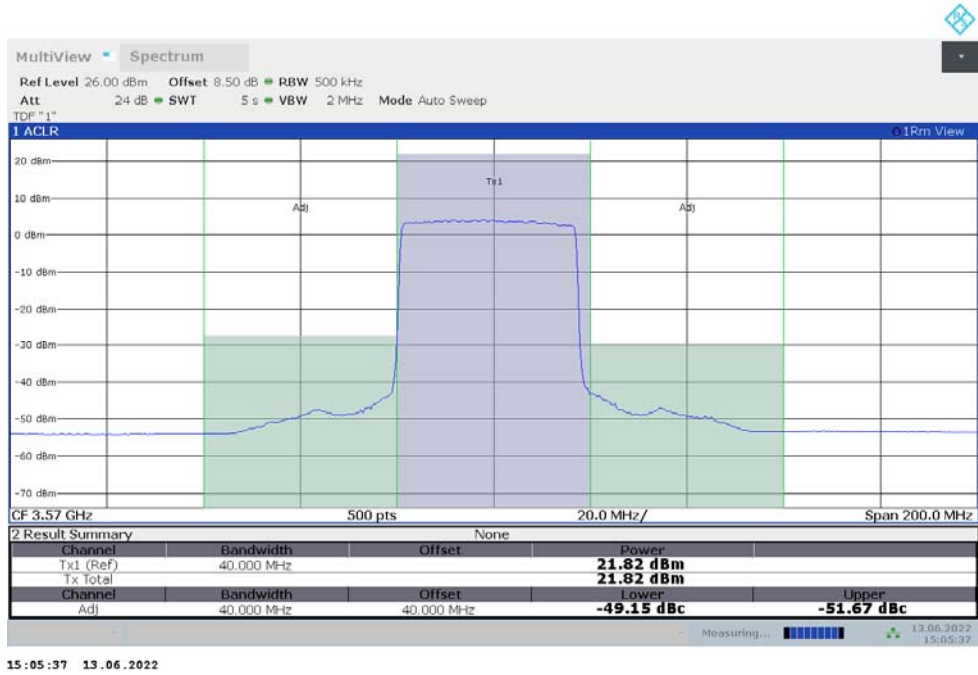 R S
MultiView Spectrum
Ref Level 26.00 dBm Offset 8.50 dB RBW 500 kHz
Att 24 dB SWT 5 s VBW 2 MHz Mode Auto Sweep
TDF "1"
1 ACLR 1Rm View
20 dBm
Tx1
10 dBm
Adj Adj
0 dBm
-10 dBm
-20 dBm
-30 dBm
-40 dBm
-50 dBm
-60 dBm
-70 dBm
CF 3.57 GHz 500 pts 20.0 MHz/ Span 200.0 MHz
2 Result Summary None
Channel Bandwidth Offset Power
Tx1 (Ref) 40.000 MHz 21.82 dBm
Tx Total 21.82 dBm
Channel Bandwidth Offset Lower Upper
Adj 40.000 MHz 40.000 MHz -49.15 dBc -51.67 dBc
Measuring... 13.06.2022
15:05:37
15:05:37 13.06.2022